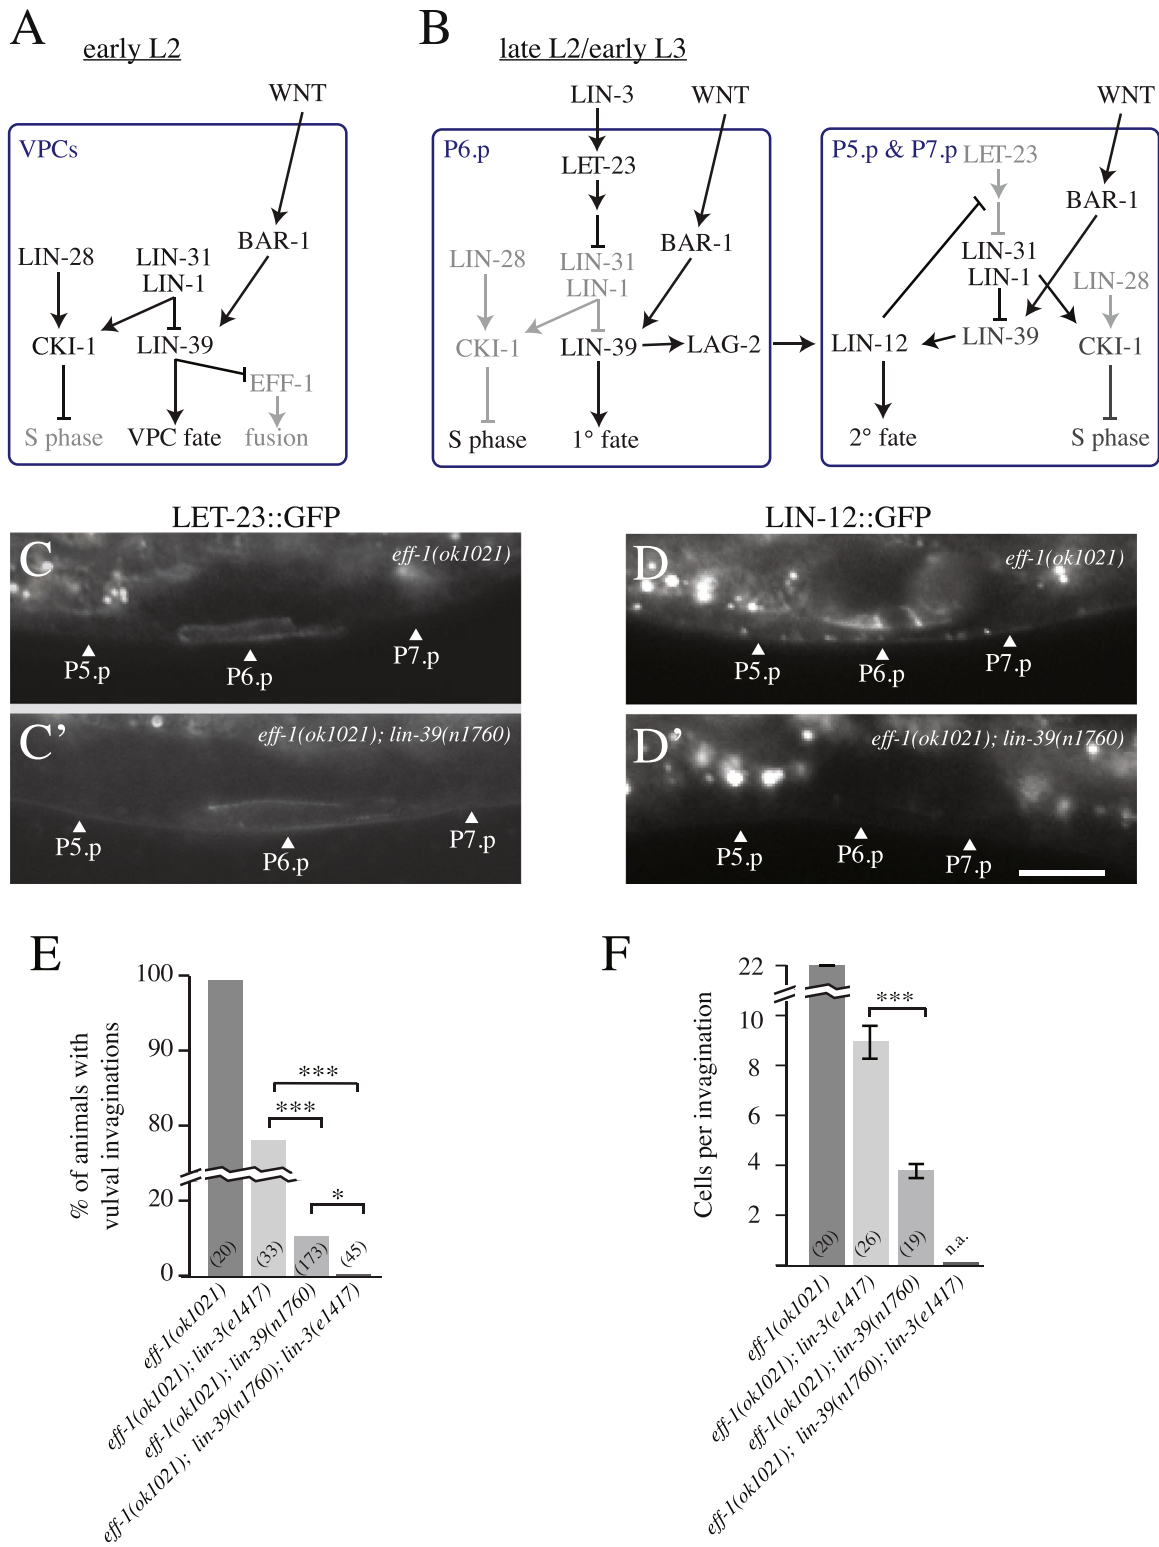 A
early L2
WNT
VPCs
BAR-1
LIN-28
LIN-31
LIN-1
CKI-1
LIN-39
EFF-1
S phase
VPC fate
fusion
B
late L2/early L3
LIN-3
WNT
WNT
P6.p
LET-23
BAR-1
LIN-28
LIN-31
LIN-1
CKI-1
LIN-39
LAG-2
S phase
1° fate
P5.p & P7.p
LET-23
BAR-1
LIN-31
LIN-1
LIN-28
LIN-12
LIN-39
CKI-1
2° fate
S phase
LET-23::GFP
C
eff-1(ok1021)
P5.p
P6.p
P7.p
C'
eff-1(ok1021); lin-39(n1760)
P5.p
P6.p
P7.p
LIN-12::GFP
D
eff-1(ok1021)
P5.p
P6.p
P7.p
D'
eff-1(ok1021); lin-39(n1760)
P5.p
P6.p
P7.p
E
% of animals with
vulval invaginations
100
90
80
20
0
***
***
*
(20)
(33)
(173)
(45)
eff-1(ok1021)
eff-1(ok1021); lin-3(e1417)
eff-1(ok1021); lin-39(n1760)
eff-1(ok1021); lin-39(n1760); lin-3(e1417)
F
Cells per invagination
22
10
8
6
4
2
***
(20)
(26)
(19)
n.a.
eff-1(ok1021)
eff-1(ok1021); lin-3(e1417)
eff-1(ok1021); lin-39(n1760)
eff-1(ok1021); lin-39(n1760); lin-3(e1417)